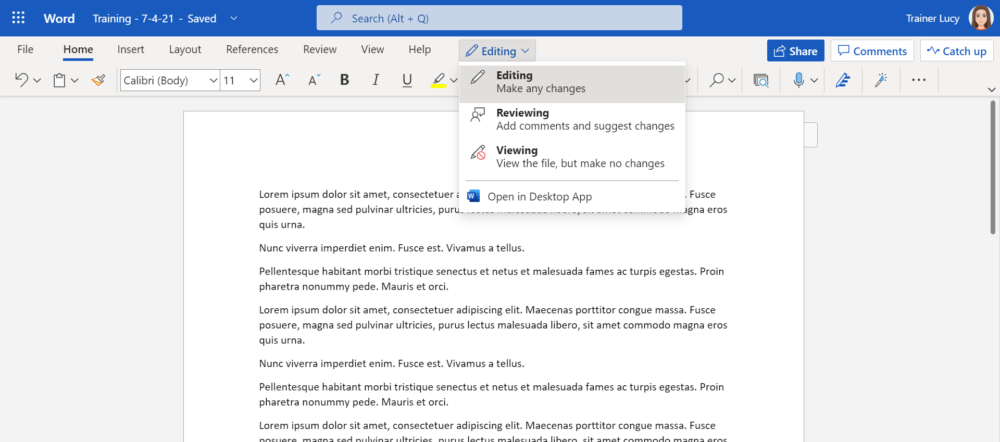 Word Training - 7-4-21 - Saved Search (Alt + Q) Trainer Lucy
File Home Insert Layout References Review View Help Editing Share Comments Catch up
Calibri (Body) 11 A A B I U
Editing
Make any changes
Reviewing
Add comments and suggest changes
Viewing
View the file, but make no changes
W Open in Desktop App
Lorem ipsum dolor sit amet, consectetuer . Fusce
posuere, magna sed pulvinar ultricies, purus lectus malesuada libero, sit amet commodo magna eros
quis urna.
Nunc viverra imperdiet enim. Fusce est. Vivamus a tellus.
Pellentesque habitant morbi tristique senectus et netus et malesuada fames ac turpis egestas. Proin
pharetra nonummy pede. Mauris et orci.
Lorem ipsum dolor sit amet, consectetuer adipiscing elit. Maecenas porttitor congue massa. Fusce
posuere, magna sed pulvinar ultricies, purus lectus malesuada libero, sit amet commodo magna eros
quis urna.
Nunc viverra imperdiet enim. Fusce est. Vivamus a tellus.
Pellentesque habitant morbi tristique senectus et netus et malesuada fames ac turpis egestas. Proin
pharetra nonummy pede. Mauris et orci.
Lorem ipsum dolor sit amet, consectetuer adipiscing elit. Maecenas porttitor congue massa. Fusce
posuere, magna sed pulvinar ultricies, purus lectus malesuada libero, sit amet commodo magna eros